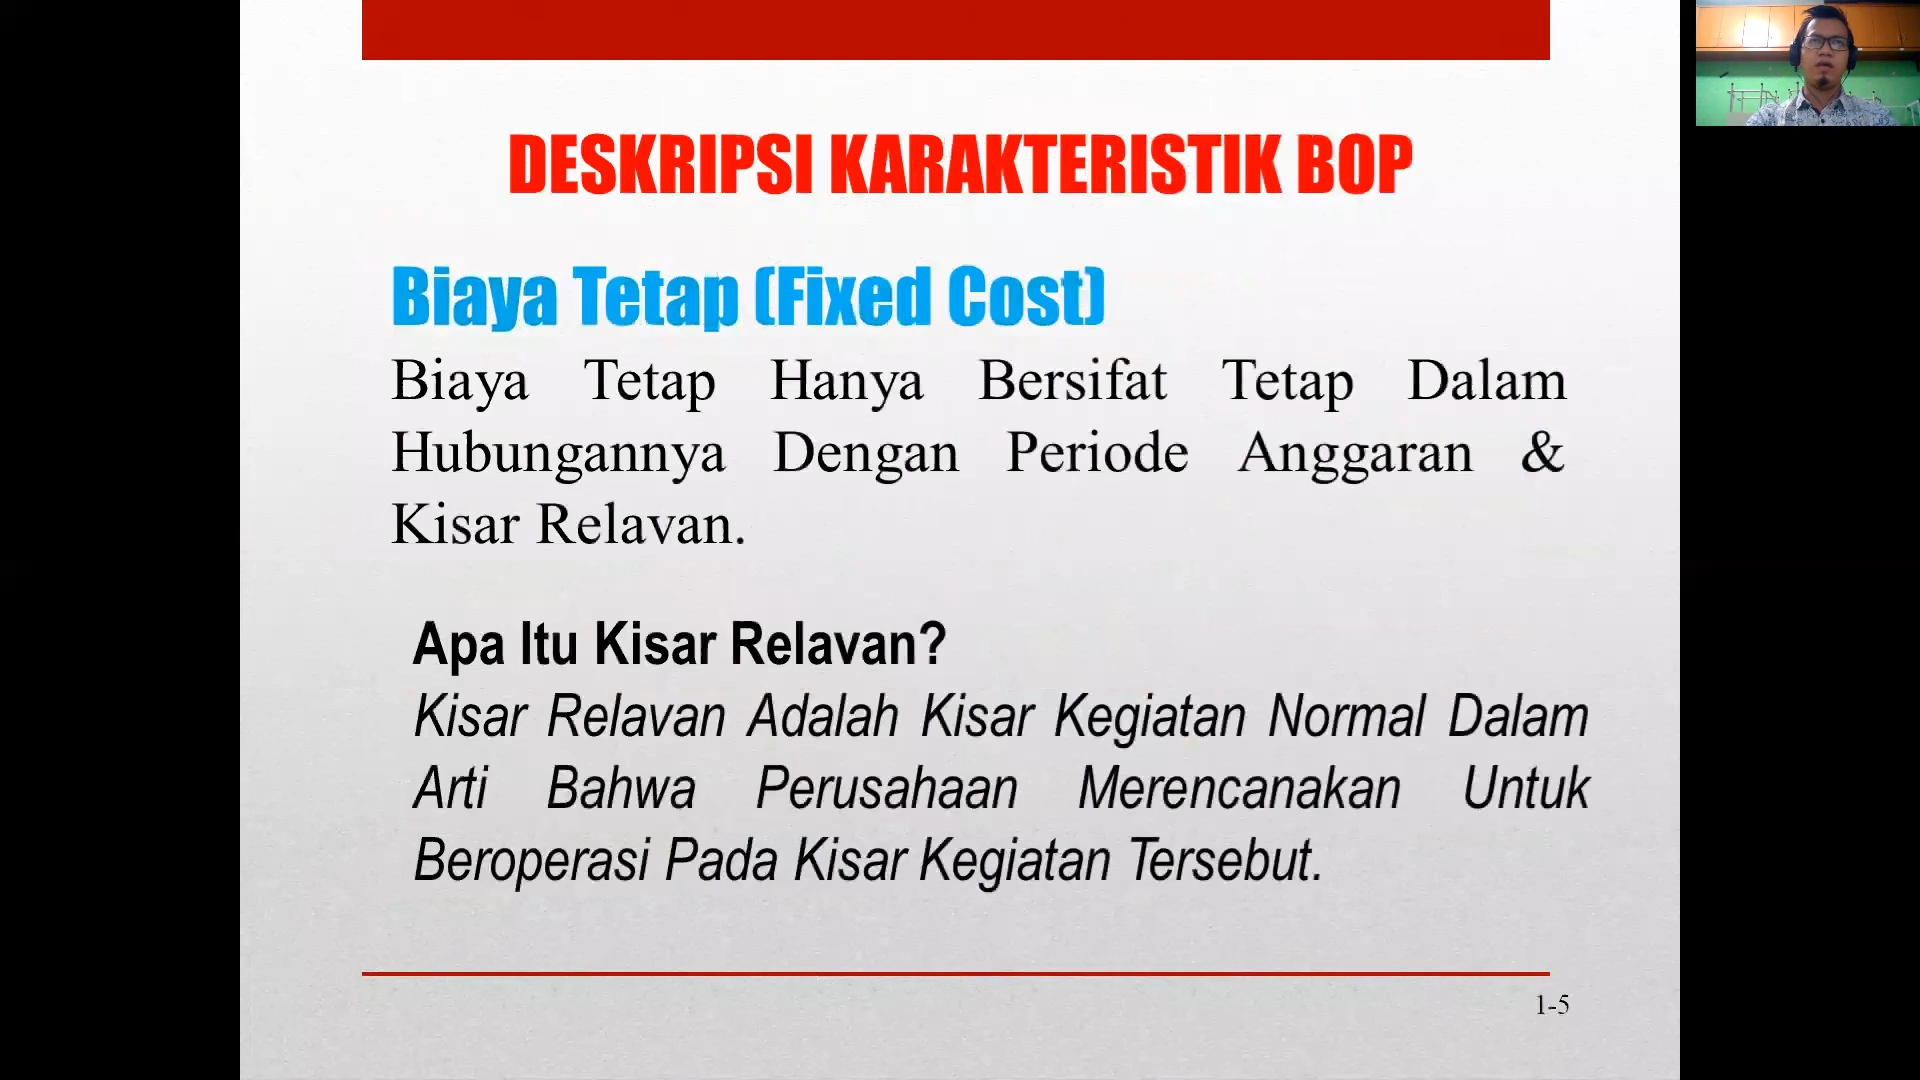 DESKRIPSI KARAKTERISTIK BOP
Biaya Tetap (Fixed Cost)
Biaya Tetap Hanya Bersifat Tetap Dalam
Hubungannya Dengan Periode Anggaran &
Kisar Relavan.
Apa Itu Kisar Relavan?
Kisar Relavan Adalah Kisar Kegiatan Normal Dalam
Arti Bahwa Perusahaan Merencanakan Untuk
Beroperasi Pada Kisar Kegiatan Tersebut.
1-5